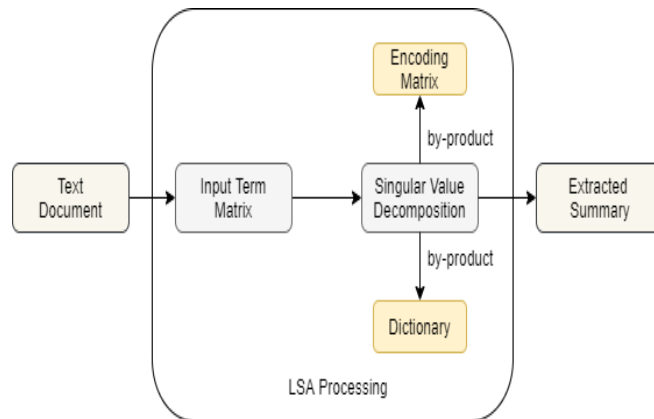 Encoding
Matrix
by-product
Text
Document
Input Term
Matrix
Singular Value
Decomposition
Extracted
Summary
by-product
Dictionary
LSA Processing